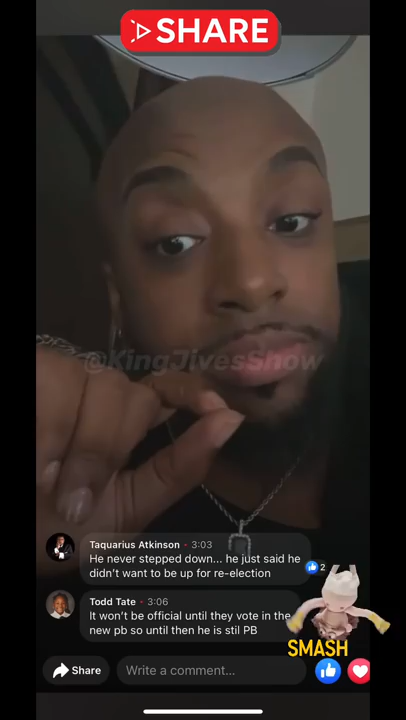 SHARE
@KingJivesShow
Taquarius Atkinson • 3:03
He never stepped down... he just said he
didn't want to be up for re-election
2
Todd Tate • 3:06
It won't be official until they vote in the
new pb so until then he is stil PB
SMASH
Share
Write a comment...